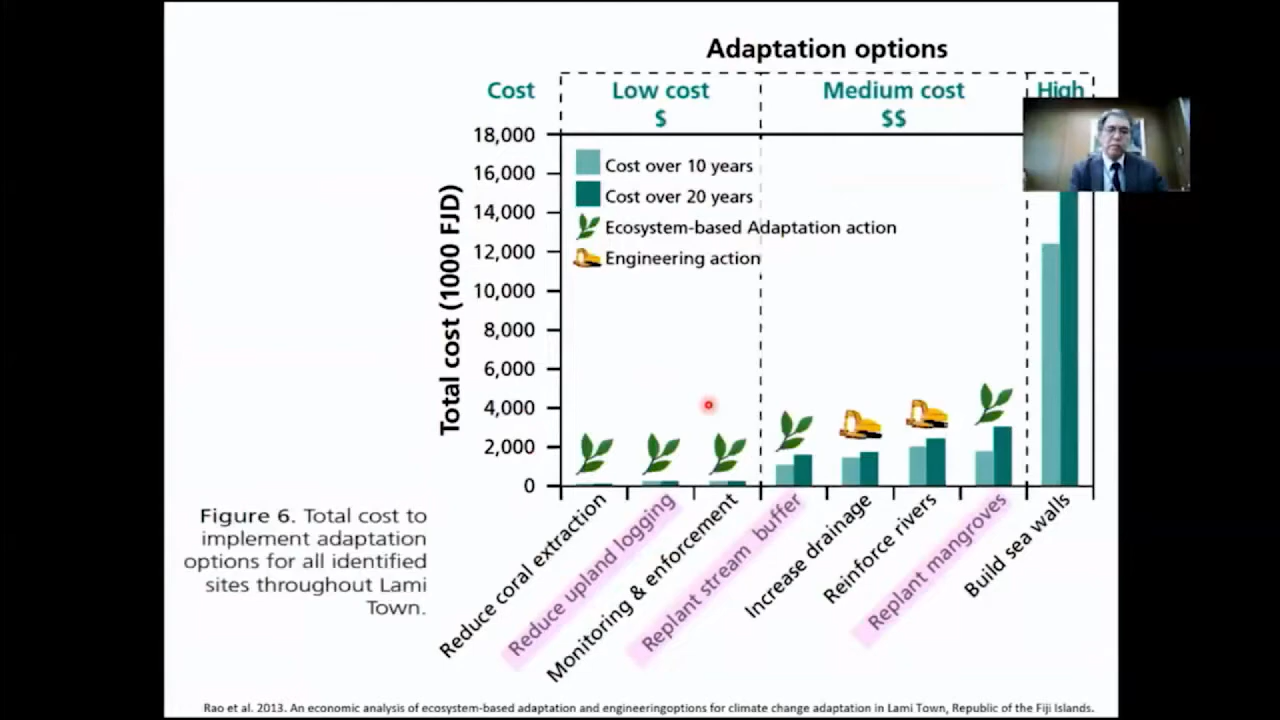 Adaptation options
Cost
Low cost
$
Medium cost
$$
High
18,000
16,000
14,000
12,000
10,000
8,000
6,000
4,000
2,000
0
Total cost (1000 FJD)
Cost over 10 years
Cost over 20 years
Ecosystem-based Adaptation action
Engineering action
Reduce coral extraction
Reduce upland logging
Monitoring & enforcement
Replant stream buffer
Increase drainage
Reinforce rivers
Replant mangroves
Build sea walls
Figure 6. Total cost to
implement adaptation
options for all identified
sites throughout Lami
Town.
Rao et al. 2013. An economic analysis of ecosystem-based adaptation and engineeringoptions for climate change adaptation in Lami Town, Republic of the Fiji Islands.